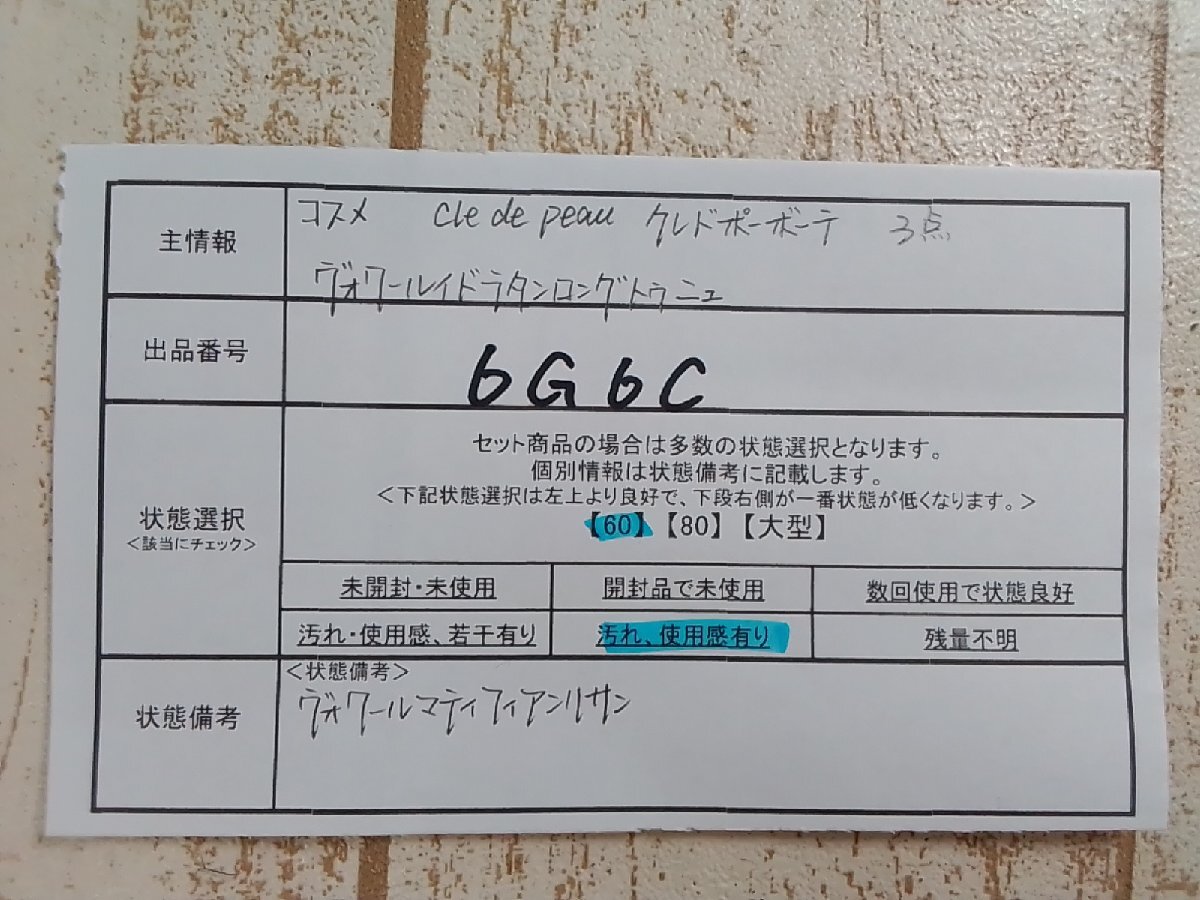 主情報
コスメ cle de peau クレドポーボーテ 3点
ヴォワールイドラタンロングトゥニュ
出品番号
6G6C
状態選択
<該当にチェック>
セット商品の場合は多数の状態選択となります。
個別情報は状態備考に記載します。
<下記状態選択は左上より良好で、下段右側が一番状態が低くなります。>
【60】【80】【大型】
未開封・未使用 開封品で未使用 数回使用で状態良好
汚れ・使用感、若干有り 汚れ、使用感有り 残量不明
状態備考
<状態備考>
ヴォワールマティフィアンリサン